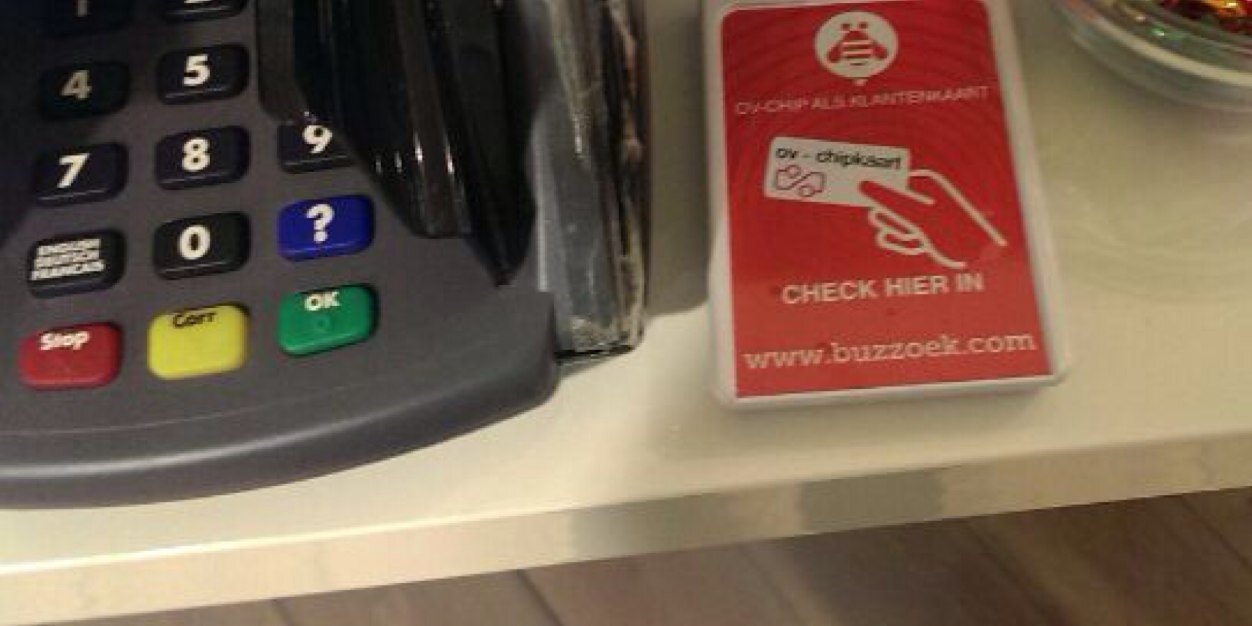 1
4
5
7
8
9
ENGLISH
DEUTSCH
FRANCAIS
0
?
Stop
Corr
OK
OV-CHIP ALS KLANTENKAART
ov - chipkaart
CHECK HIER IN
www.buzzoek.com